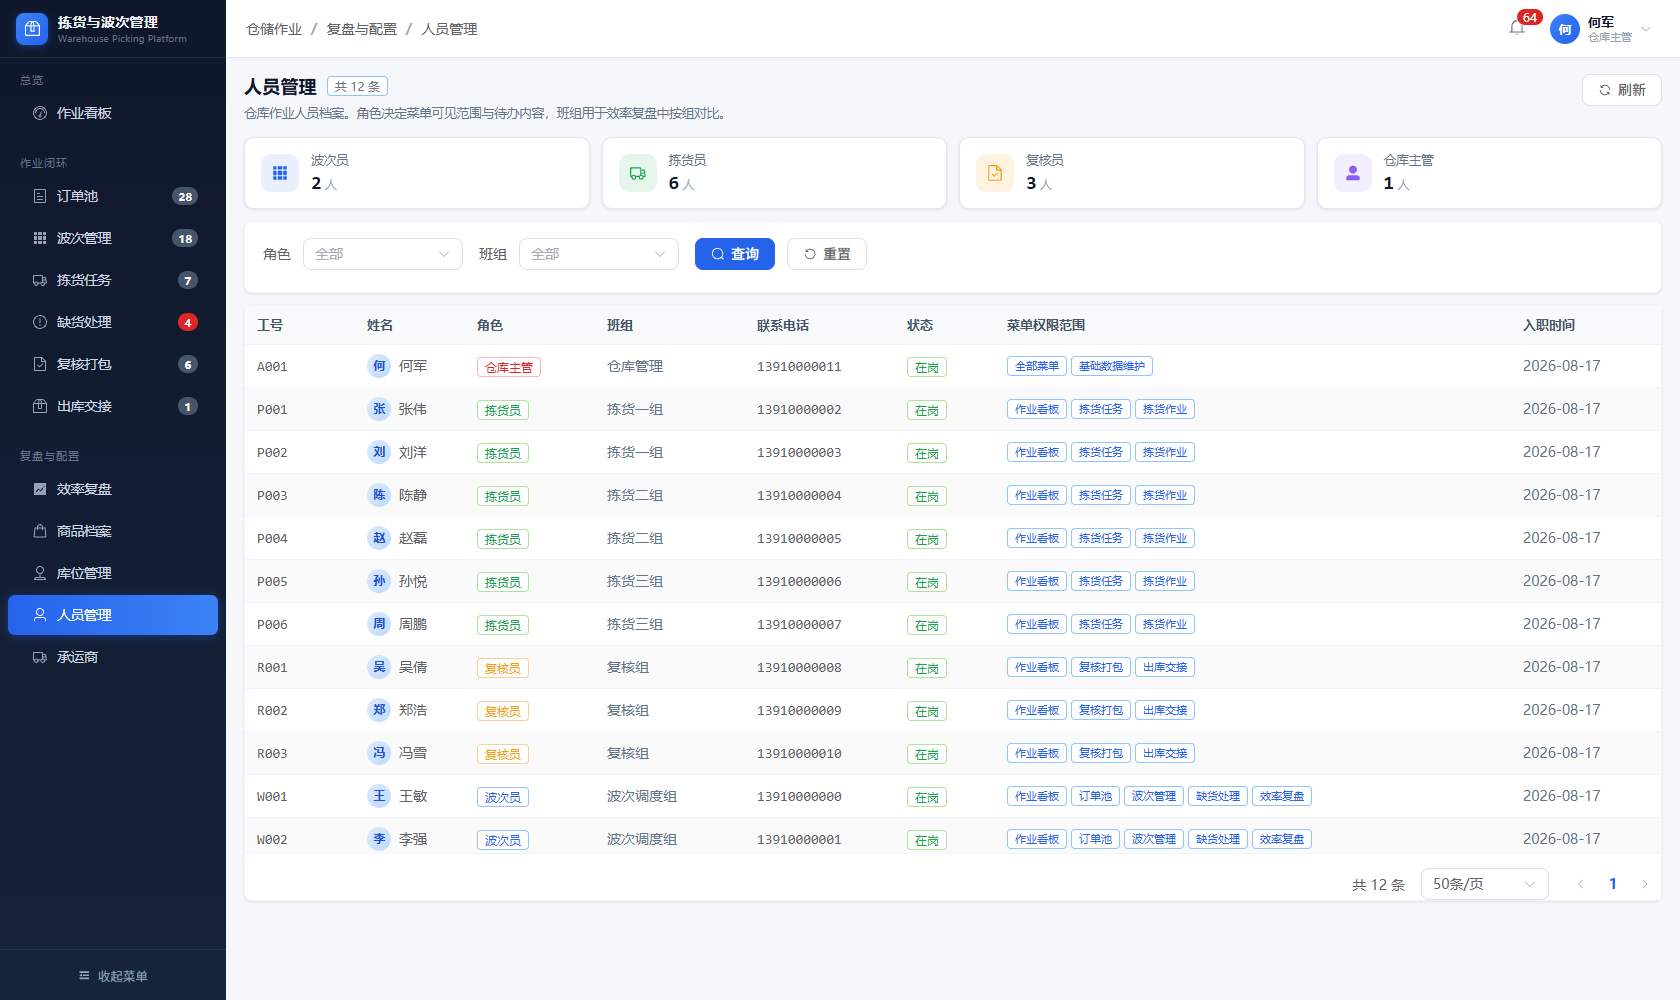 拣货与波次管理
Warehouse Picking Platform
总览
作业看板
作业闭环
订单池 28
波次管理 18
拣货任务 7
缺货处理 4
复核打包 6
出库交接 1
复盘与配置
效率复盘
商品档案
库位管理
人员管理
承运商
收起菜单
仓储作业 / 复盘与配置 / 人员管理
64
何 何军
仓库主管
人员管理 共 12 条
仓库作业人员档案。角色决定菜单可见范围与待办内容，班组用于效率复盘中按组对比。
刷新
波次员
2 人
拣货员
6 人
复核员
3 人
仓库主管
1 人
角色 全部 班组 全部 查询 重置
工号 姓名 角色 班组 联系电话 状态 菜单权限范围 入职时间
A001 何 何军 仓库主管 仓库管理 13910000011 在岗 全部菜单 基础数据维护 2026-08-17
P001 张 张伟 拣货员 拣货一组 13910000002 在岗 作业看板 拣货任务 拣货作业 2026-08-17
P002 刘 刘洋 拣货员 拣货一组 13910000003 在岗 作业看板 拣货任务 拣货作业 2026-08-17
P003 陈 陈静 拣货员 拣货二组 13910000004 在岗 作业看板 拣货任务 拣货作业 2026-08-17
P004 赵 赵磊 拣货员 拣货二组 13910000005 在岗 作业看板 拣货任务 拣货作业 2026-08-17
P005 孙 孙悦 拣货员 拣货三组 13910000006 在岗 作业看板 拣货任务 拣货作业 2026-08-17
P006 周 周鹏 拣货员 拣货三组 13910000007 在岗 作业看板 拣货任务 拣货作业 2026-08-17
R001 吴 吴倩 复核员 复核组 13910000008 在岗 作业看板 复核打包 出库交接 2026-08-17
R002 郑 郑浩 复核员 复核组 13910000009 在岗 作业看板 复核打包 出库交接 2026-08-17
R003 冯 冯雪 复核员 复核组 13910000010 在岗 作业看板 复核打包 出库交接 2026-08-17
W001 王 王敏 波次员 波次调度组 13910000000 在岗 作业看板 订单池 波次管理 缺货处理 效率复盘 2026-08-17
W002 李 李强 波次员 波次调度组 13910000001 在岗 作业看板 订单池 波次管理 缺货处理 效率复盘 2026-08-17
共 12 条 50条/页 1